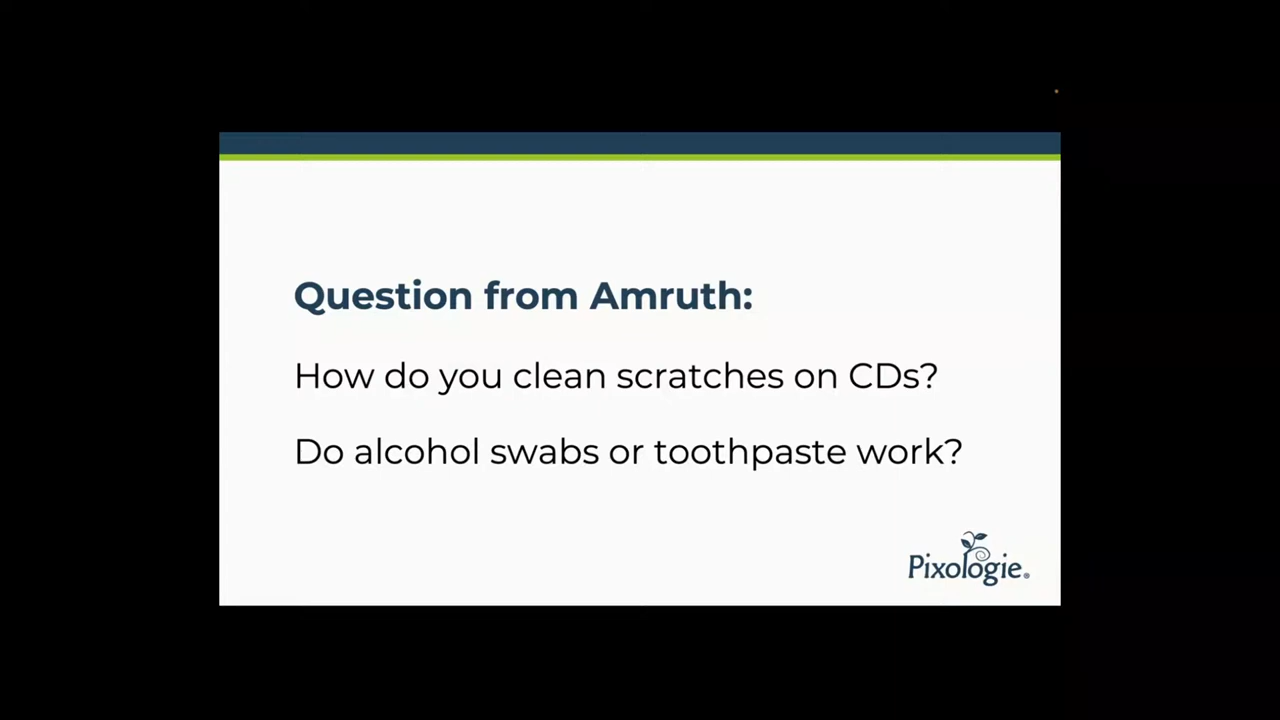 Question from Amruth:
How do you clean scratches on CDs?
Do alcohol swabs or toothpaste work?
Pixologie®